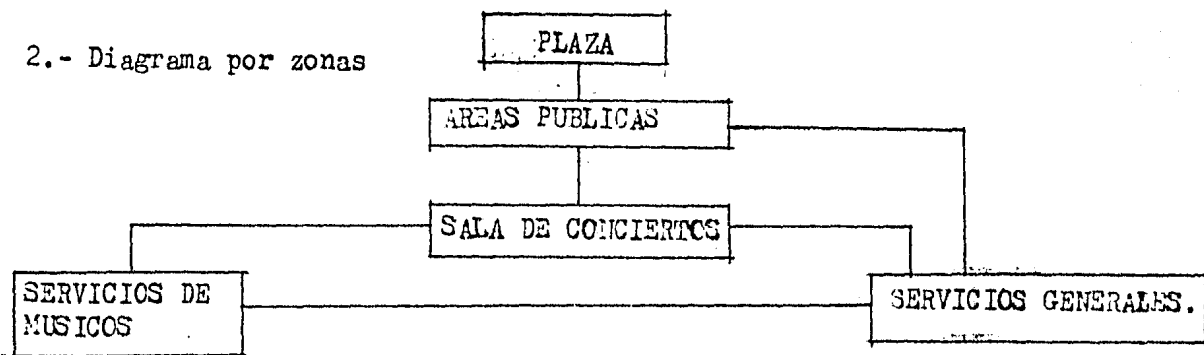 2.- Diagrama por zonas
PLAZA
AREAS PUBLICAS
SALA DE CONCIERTOS
SERVICIOS DE
MUSICOS
SERVICIOS GENERALES.